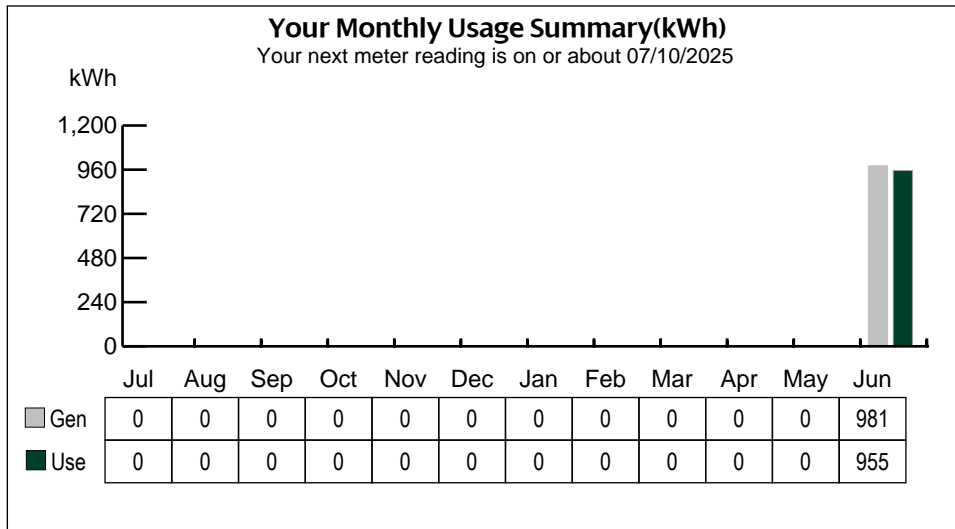 Your Monthly Usage Summary(kWh)
Your next meter reading is on or about 07/10/2025
kWh
1,200
960
720
480
240
0
Jul Aug Sep Oct Nov Dec Jan Feb Mar Apr May Jun
Gen 0 0 0 0 0 0 0 0 0 0 0 981
Use 0 0 0 0 0 0 0 0 0 0 0 955